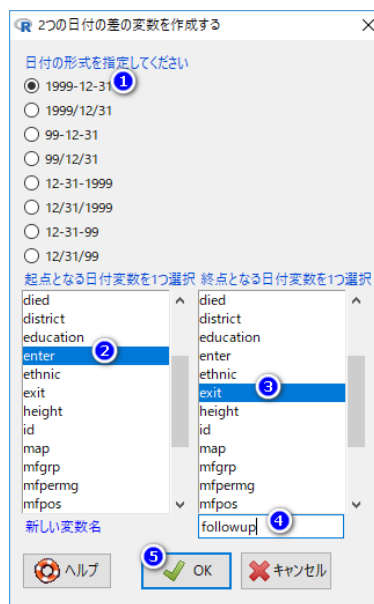 2つの日付の差の変数を作成する
日付の形式を指定してください
1999-12-31
1
1999/12/31
99-12-31
99/12/31
12-31-1999
12/31/1999
12-31-99
12/31/99
起点となる日付変数を1つ選択 終点となる日付変数を1つ選択
died
district
education
enter
2
ethnic
exit
height
id
map
mfgrp
mfpermg
mfpos
died
district
education
enter
ethnic
exit
3
height
id
map
mfgrp
mfpermg
mfpos
新しい変数名
followup
4
5
ヘルプ
OK
キャンセル